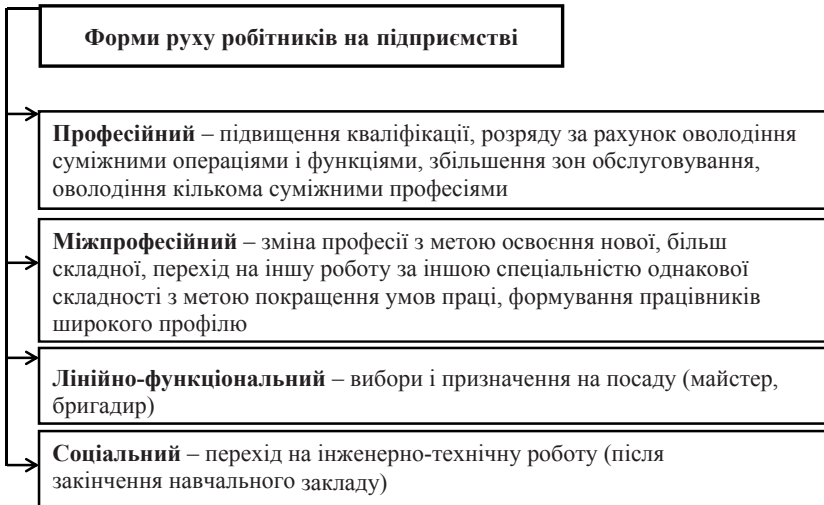 Форми руху робітників на підприємстві
Професійний – підвищення кваліфікації, розряду за рахунок оволодіння
суміжними операціями і функціями, збільшення зон обслуговування,
оволодіння кількома суміжними професіями
Міжпрофесійний – зміна професії з метою освоєння нової, більш
складної, перехід на іншу роботу за іншою спеціальністю однакової
складності з метою покращення умов праці, формування працівників
широкого профілю
Лінійно-функціональний – вибори і призначення на посаду (майстер,
бригадир)
Соціальний – перехід на інженерно-технічну роботу (після
закінчення навчального закладу)